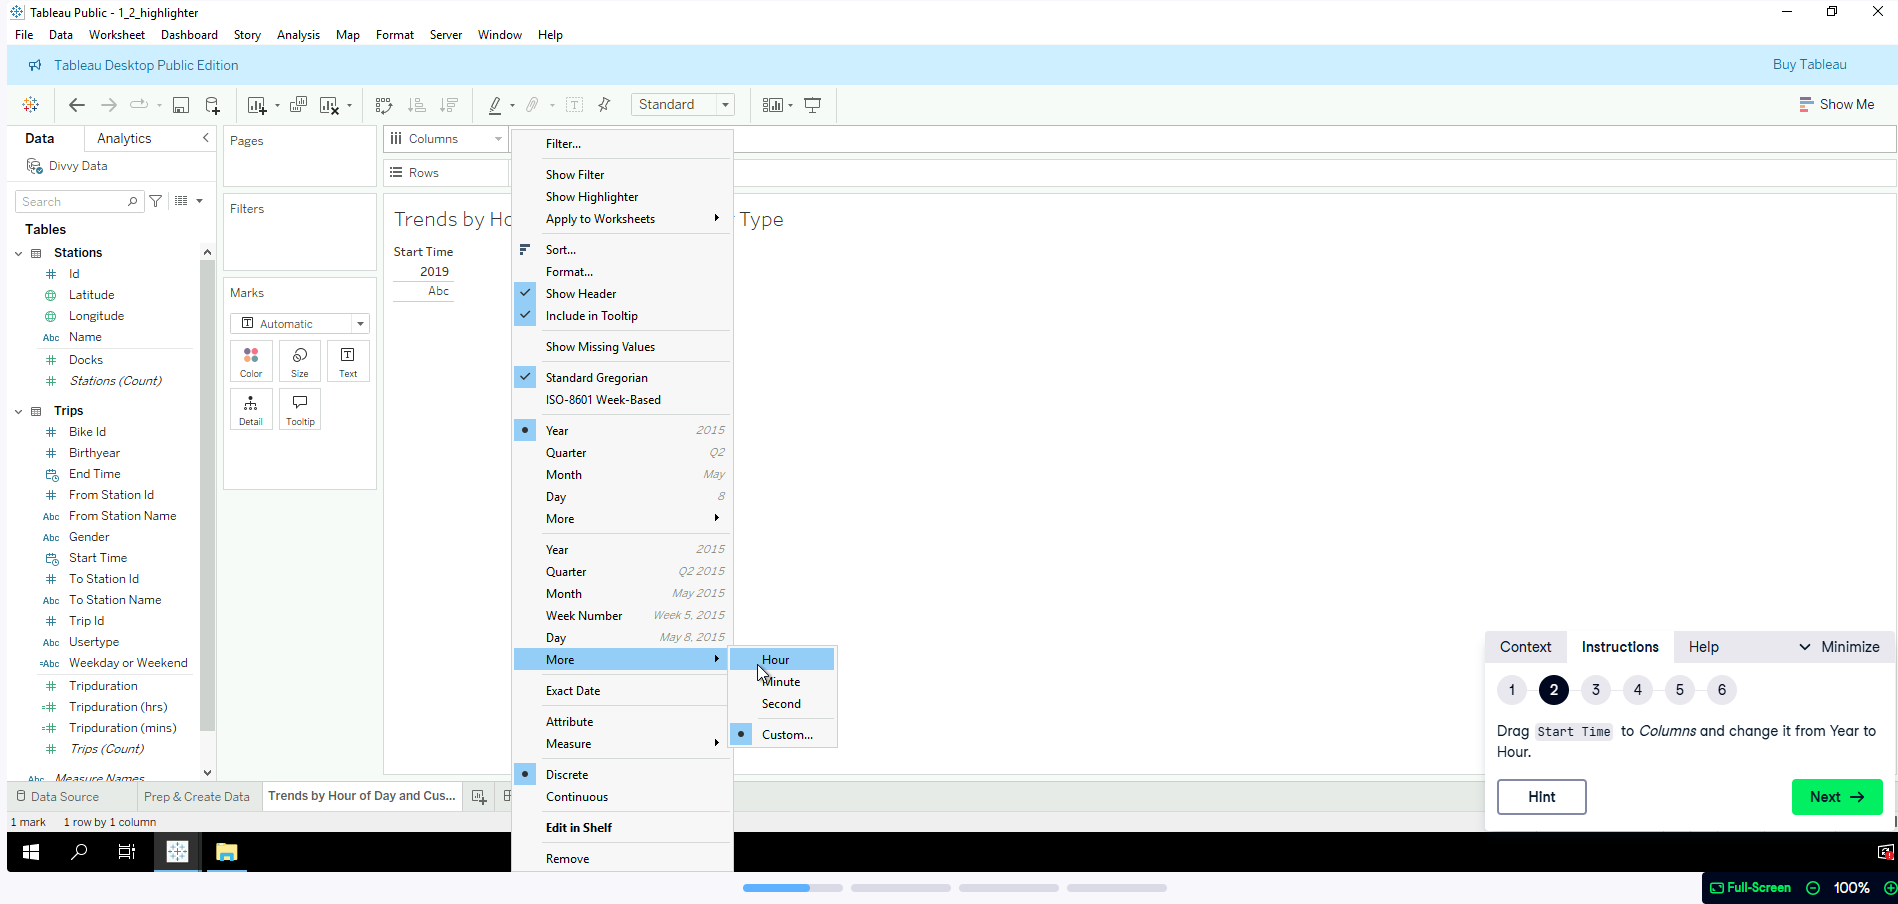 Tableau Public - 1_2_highlighter
File Data Worksheet Dashboard Story Analysis Map Format Server Window Help
Tableau Desktop Public Edition
Buy Tableau
Standard
Show Me
Data
Analytics
Divvy Data
Search
Tables
Stations
Id
Latitude
Longitude
Abc Name
Docks
Stations (Count)
Trips
Bike Id
Birthyear
End Time
From Station Id
Abc From Station Name
Abc Gender
Start Time
To Station Id
Abc To Station Name
Trip Id
Abc Usertype
=Abc Weekday or Weekend
Tripduration
=# Tripduration (hrs)
=# Tripduration (mins)
Trips (Count)
Abc Measure Names
Pages
Filters
Marks
Automatic
Color
Size
Text
Detail
Tooltip
Columns
Rows
Trends by Ho
Type
Start Time
2019
Abc
Filter...
Show Filter
Show Highlighter
Apply to Worksheets
Sort...
Format...
Show Header
Include in Tooltip
Show Missing Values
Standard Gregorian
ISO-8601 Week-Based
Year 2015
Quarter Q2
Month May
Day 8
More
Year 2015
Quarter Q2 2015
Month May 2015
Week Number Week 5, 2015
Day May 8, 2015
More
Hour
Minute
Second
Custom...
Exact Date
Attribute
Measure
Discrete
Continuous
Edit in Shelf
Remove
Context
Instructions
Help
Minimize
1 2 3 4 5 6
Drag Start Time to Columns and change it from Year to
Hour.
Hint
Next
Data Source
Prep & Create Data
Trends by Hour of Day and Cus...
1 mark 1 row by 1 column
Full-Screen
100%